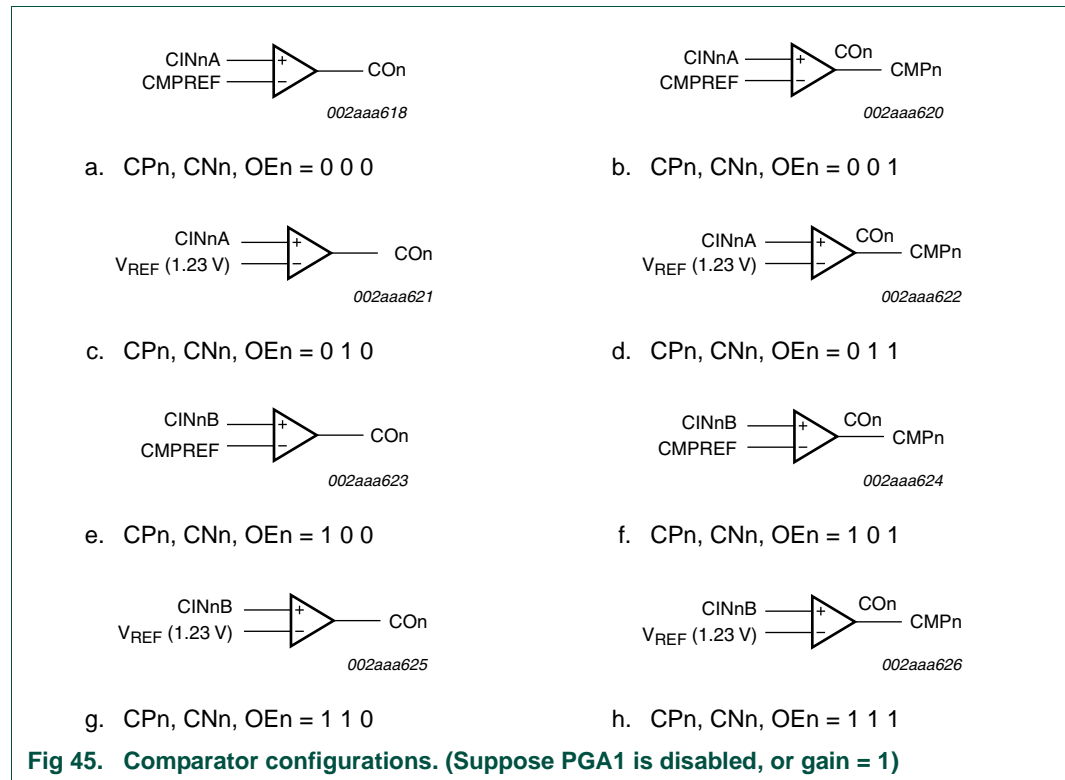 CINnA
CMPREF
+
−
COn
002aaa618
a. CPn, CNn, OEn = 0 0 0
CINnA
CMPREF
+
−
COn
CMPn
002aaa620
b. CPn, CNn, OEn = 0 0 1
CINnA
VREF (1.23 V)
+
−
COn
002aaa621
c. CPn, CNn, OEn = 0 1 0
CINnA
VREF (1.23 V)
+
−
COn
CMPn
002aaa622
d. CPn, CNn, OEn = 0 1 1
CINnB
CMPREF
+
−
COn
002aaa623
e. CPn, CNn, OEn = 1 0 0
CINnB
CMPREF
+
−
COn
CMPn
002aaa624
f. CPn, CNn, OEn = 1 0 1
CINnB
VREF (1.23 V)
+
−
COn
002aaa625
g. CPn, CNn, OEn = 1 1 0
CINnB
VREF (1.23 V)
+
−
COn
CMPn
002aaa626
h. CPn, CNn, OEn = 1 1 1
Fig 45. Comparator configurations. (Suppose PGA1 is disabled, or gain = 1)